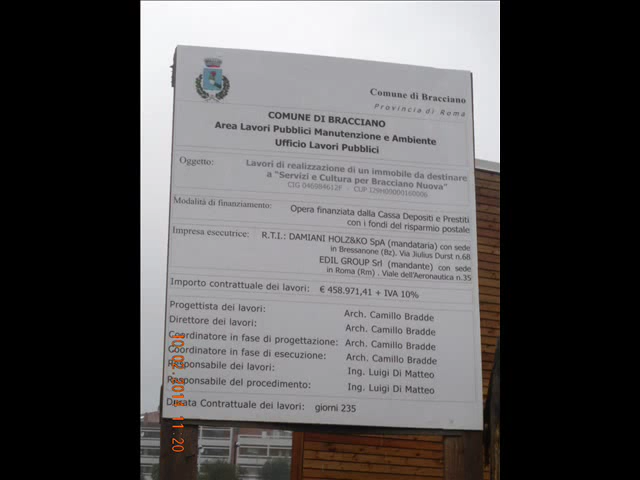 Comune di Bracciano
Provincia di Roma
COMUNE DI BRACCIANO
Area Lavori Pubblici Manutenzione e Ambiente
Ufficio Lavori Pubblici
Oggetto: Lavori di realizzazione di un immobile da destinare
a "Servizi e Cultura per Bracciano Nuova"
CIG 046984612F - CUP I29H09000160006
Modalità di finanziamento: Opera finanziata dalla Cassa Depositi e Prestiti
con i fondi del risparmio postale
Impresa esecutrice: R.T.I.: DAMIANI HOLZ&KO SpA (mandataria) con sede
in Bressanone (Bz). Via Jiulius Durst n.68
EDIL GROUP Srl (mandante) con sede
in Roma (Rm) . Viale dell'Aeronautica n.35
Importo contrattuale dei lavori: € 458.971,41 + IVA 10%
Progettista dei lavori: Arch. Camillo Bradde
Direttore dei lavori: Arch. Camillo Bradde
Coordinatore in fase di progettazione: Arch. Camillo Bradde
Coordinatore in fase di esecuzione: Arch. Camillo Bradde
Responsabile dei lavori: Ing. Luigi Di Matteo
Responsabile del procedimento: Ing. Luigi Di Matteo
Durata Contrattuale dei lavori: giorni 235
11:20